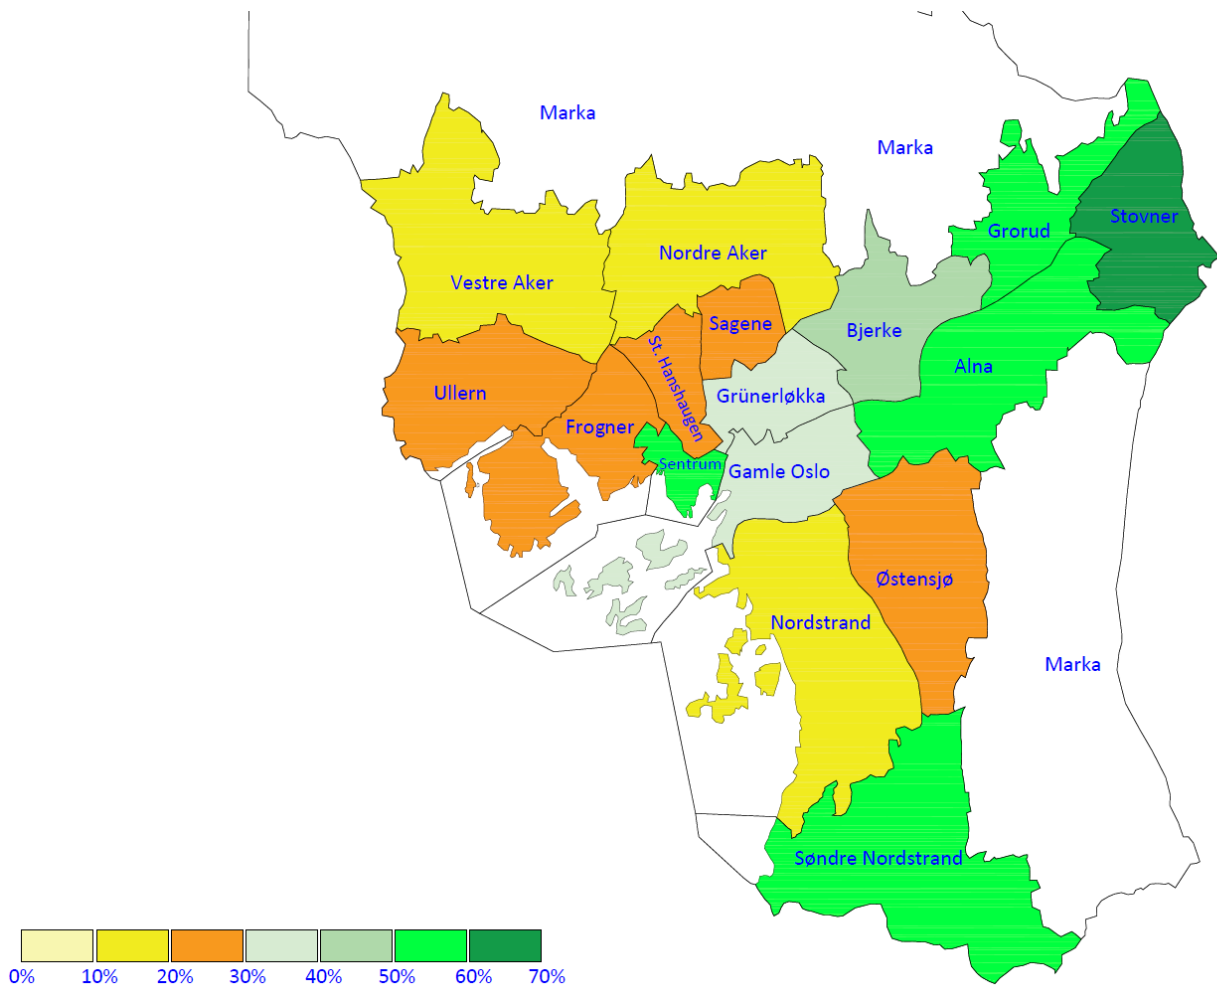 Marka
Marka
Stovner
Grorud
Nordre Aker
Vestre Aker
Sagene
Bjerke
St. Hanshaugen
Alna
Ullern
Grünerløkka
Frogner
Sentrum
Gamle Oslo
Østensjø
Nordstrand
Marka
Søndre Nordstrand
0% 10% 20% 30% 40% 50% 60% 70%